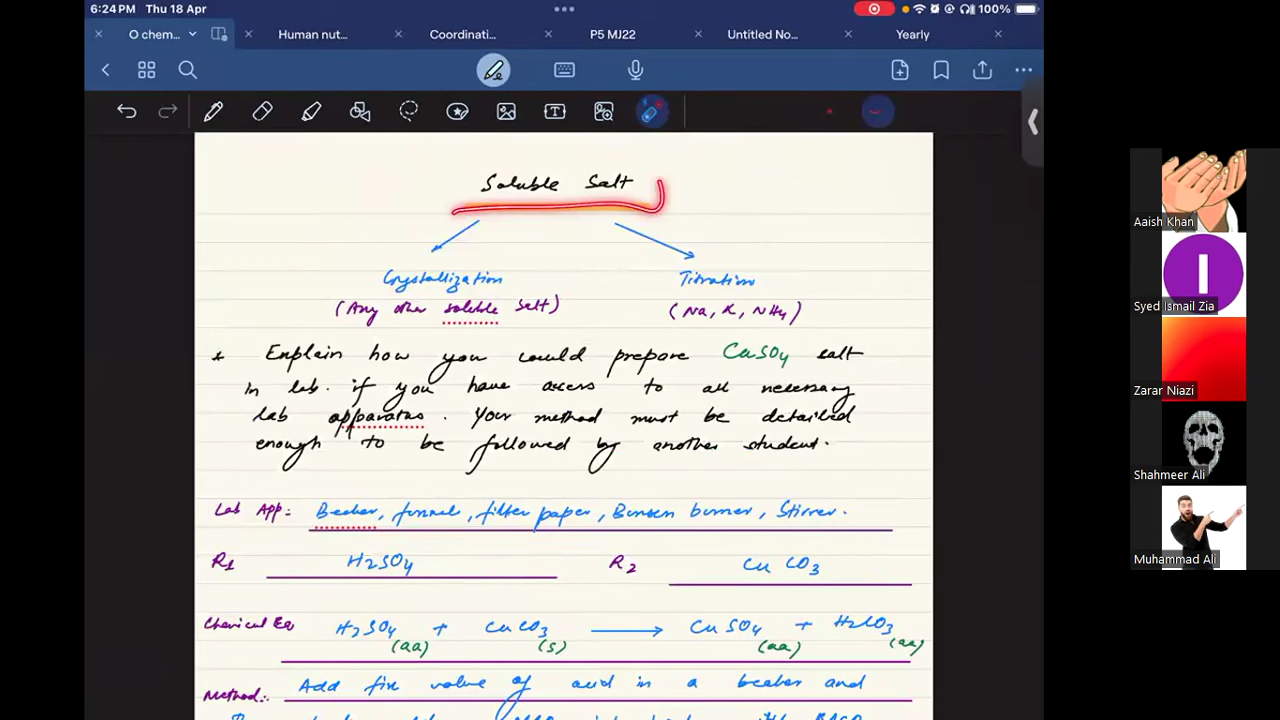 6:24 PM Thu 18 Apr 100%
O chem... Human nut... Coordinati... P5 MJ22 Untitled No... Yearly
Soluble Salt
Crystallization Titration
(Any other soluble salt) (Na, K, NH4)
* Explain how you could prepare CuSO4 salt
in lab. if you have access to all necessary
lab apparatus. Your method must be detailed
enough to be followed by another student.
Lab App: Beaker, funnel, filter paper, Bunsen burner, Stirrer.
R1 H2SO4 R2 CuCO3
Chemical Eq H2SO4 + CuCO3 → CuSO4 + H2CO3
(aq) (s) (aq) (aq)
Method:. Add fix value of acid in a beaker and
Aaish Khan
I
Syed Ismail Zia
Zarar Niazi
Shahmeer Ali
Muhammad Ali